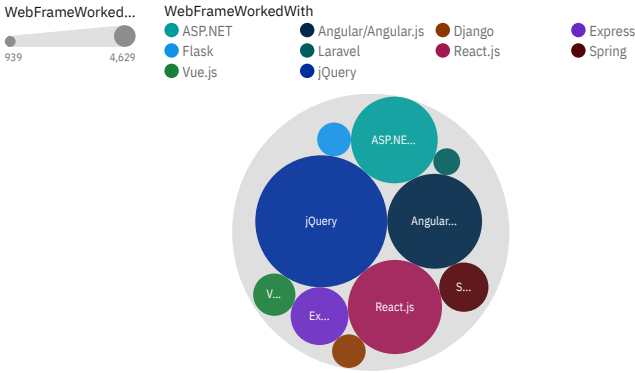 WebFrameWorked...
939
4,629
WebFrameWorkedWith
ASP.NET
Angular/Angular.js
Django
Express
Flask
Laravel
React.js
Spring
Vue.js
jQuery
ASP.NE...
jQuery
Angular...
V...
S...
Ex...
React.js